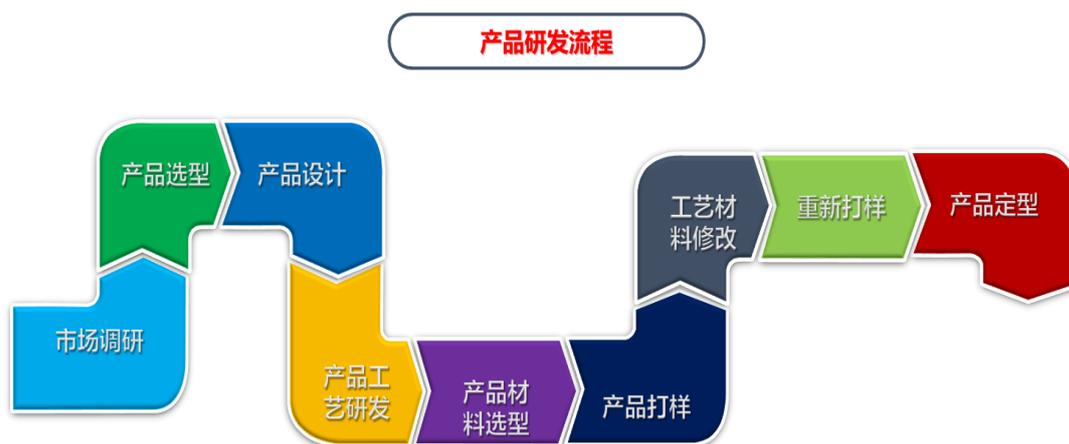 产品研发流程
市场调研
产品选型
产品设计
产品工
艺研发
产品材
料选型
产品打样
工艺材
料修改
重新打样
产品定型